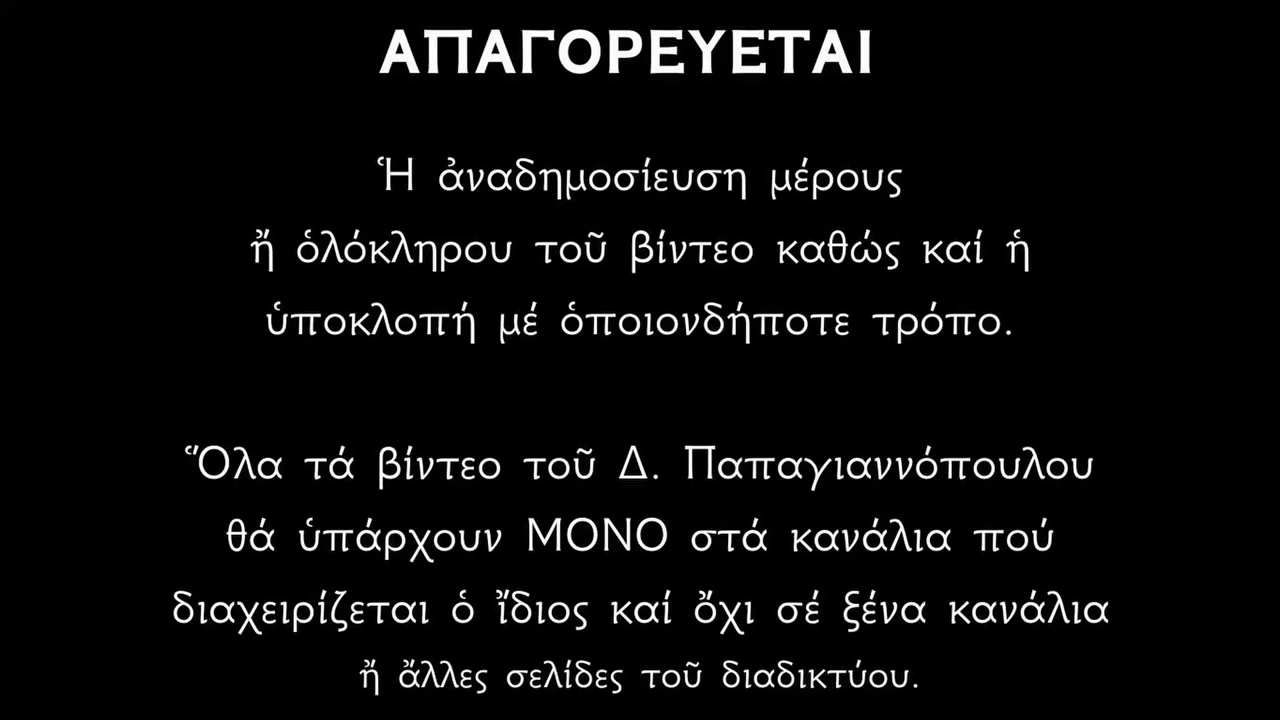 ΑΠΑΓΟΡΕΥΕΤΑΙ
Ἡ ἀναδημοσίευση μέρους
ἤ ὁλόκληρου τοῦ βίντεο καθώς καί ἡ
ὑποκλοπή μέ ὁποιονδήποτε τρόπο.
Ὅλα τά βίντεο τοῦ Δ. Παπαγιαννόπουλου
θά ὑπάρχουν ΜΟΝΟ στά κανάλια πού
διαχειρίζεται ὁ ἴδιος καί ὄχι σέ ξένα κανάλια
ἤ ἄλλες σελίδες τοῦ διαδικτύου.